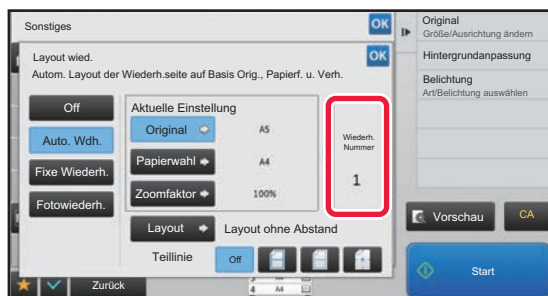 Sonstiges
OK
Layout wied.
OK
Autom. Layout der Wiederh.seite auf Basis Orig., Papierf. u. Verh.
Off
Auto. Wdh.
Fixe Wiederh.
Fotowiederh.
Aktuelle Einstellung
Original
A5
Papierwahl
A4
Zoomfaktor
100%
Wiederh.
Nummer
1
Layout
Layout ohne Abstand
Teillinie
Off
Zurück
4 A4
Original
Größe/Ausrichtung ändern
Hintergrundanpassung
Belichtung
Art/Belichtung auswählen
Vorschau
CA
Start